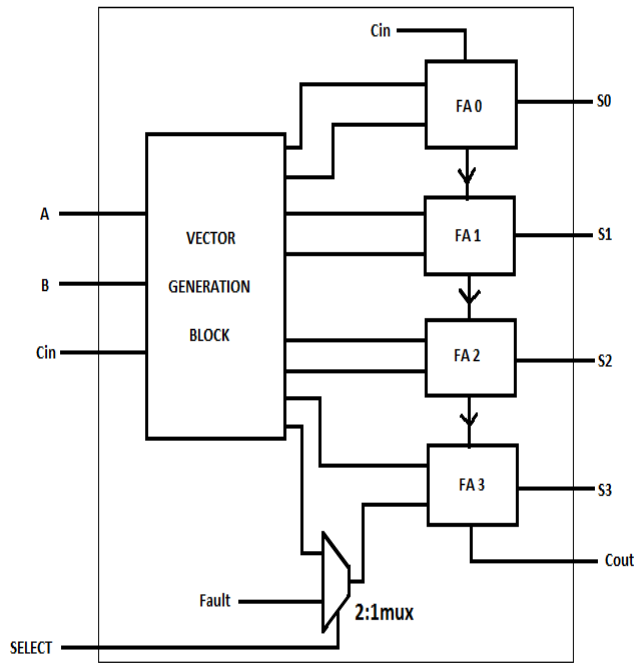 Cin
FA 0
S0
A
VECTOR
GENERATION
BLOCK
FA 1
S1
B
Cin
FA 2
S2
FA 3
S3
Fault
2:1mux
Cout
SELECT